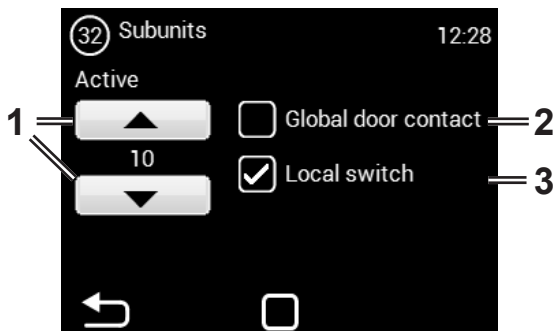 32 Subunits 12:28
Active
1
Global door contact 2
10
Local switch 3